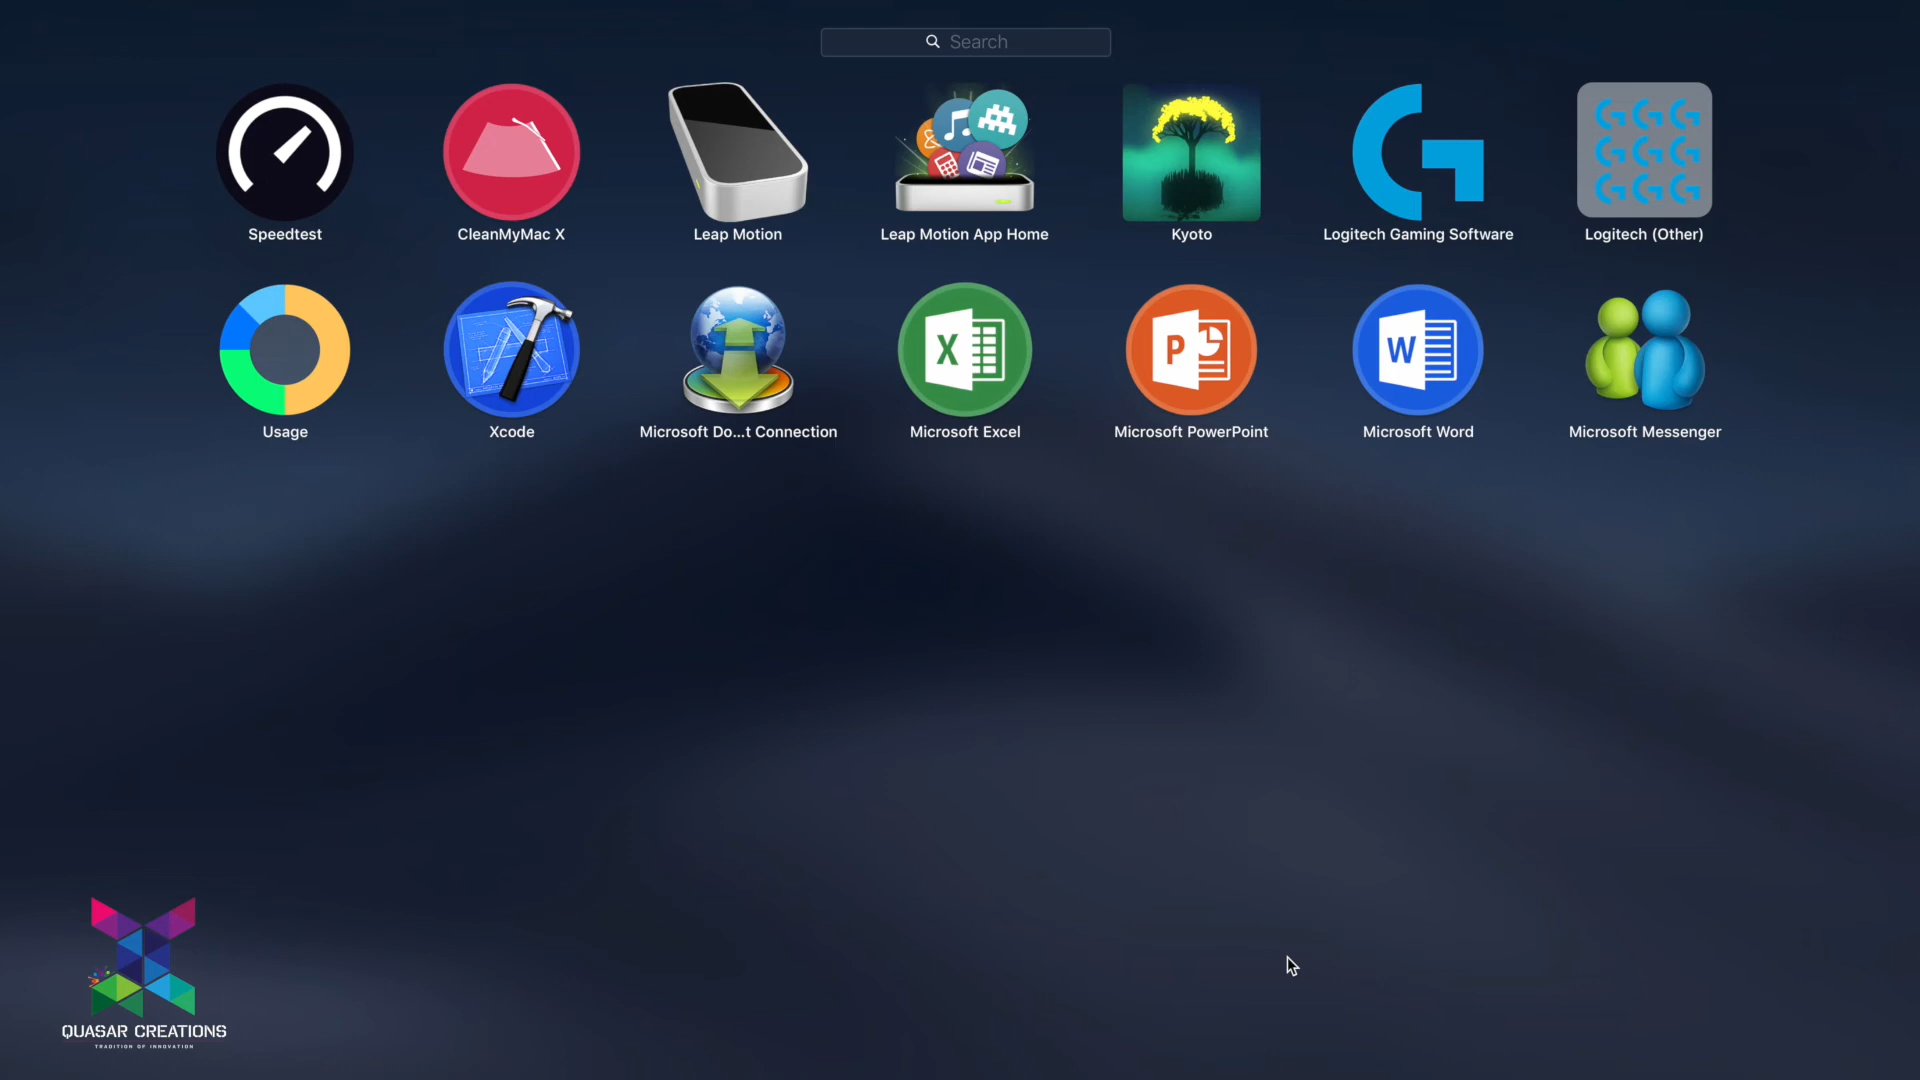 Search
Speedtest
CleanMyMac X
Leap Motion
Leap Motion App Home
Kyoto
Logitech Gaming Software
Logitech (Other)
Usage
Xcode
Microsoft Do...t Connection
Microsoft Excel
Microsoft PowerPoint
Microsoft Word
Microsoft Messenger
X
P
W
QUASAR CREATIONS
TRADITION OF INNOVATION